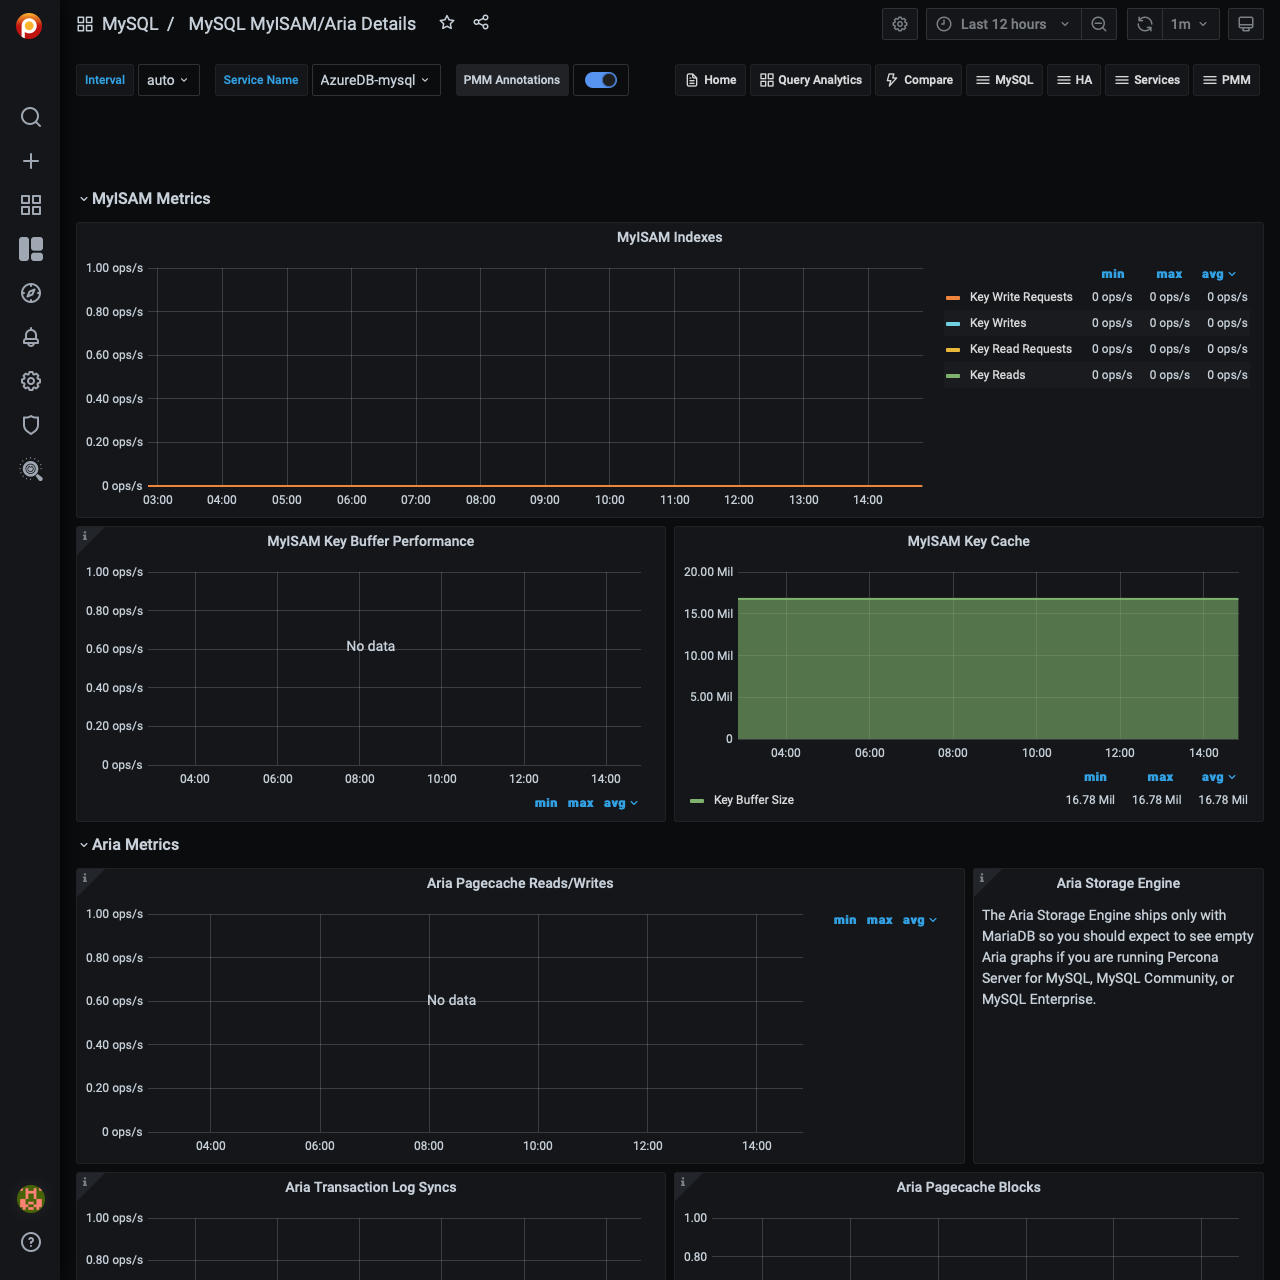 MySQL / MySQL MyISAM/Aria Details
Last 12 hours
1m
Interval
auto
Service Name
AzureDB-mysql
PMM Annotations
Home
Query Analytics
Compare
MySQL
HA
Services
PMM
MyISAM Metrics
MyISAM Indexes
1.00 ops/s
0.80 ops/s
0.60 ops/s
0.40 ops/s
0.20 ops/s
0 ops/s
03:00 04:00 05:00 06:00 07:00 08:00 09:00 10:00 11:00 12:00 13:00 14:00
min max avg
Key Write Requests 0 ops/s 0 ops/s 0 ops/s
Key Writes 0 ops/s 0 ops/s 0 ops/s
Key Read Requests 0 ops/s 0 ops/s 0 ops/s
Key Reads 0 ops/s 0 ops/s 0 ops/s
i
MyISAM Key Buffer Performance
1.00 ops/s
0.80 ops/s
0.60 ops/s
0.40 ops/s
0.20 ops/s
0 ops/s
No data
04:00 06:00 08:00 10:00 12:00 14:00
min max avg
MyISAM Key Cache
20.00 Mil
15.00 Mil
10.00 Mil
5.00 Mil
0
04:00 06:00 08:00 10:00 12:00 14:00
min max avg
Key Buffer Size 16.78 Mil 16.78 Mil 16.78 Mil
Aria Metrics
i
Aria Pagecache Reads/Writes
1.00 ops/s
0.80 ops/s
0.60 ops/s
0.40 ops/s
0.20 ops/s
0 ops/s
No data
04:00 06:00 08:00 10:00 12:00 14:00
min max avg
i
Aria Storage Engine
The Aria Storage Engine ships only with
MariaDB so you should expect to see empty
Aria graphs if you are running Percona
Server for MySQL, MySQL Community, or
MySQL Enterprise.
i
Aria Transaction Log Syncs
1.00 ops/s
0.80 ops/s
i
Aria Pagecache Blocks
1.00
0.80